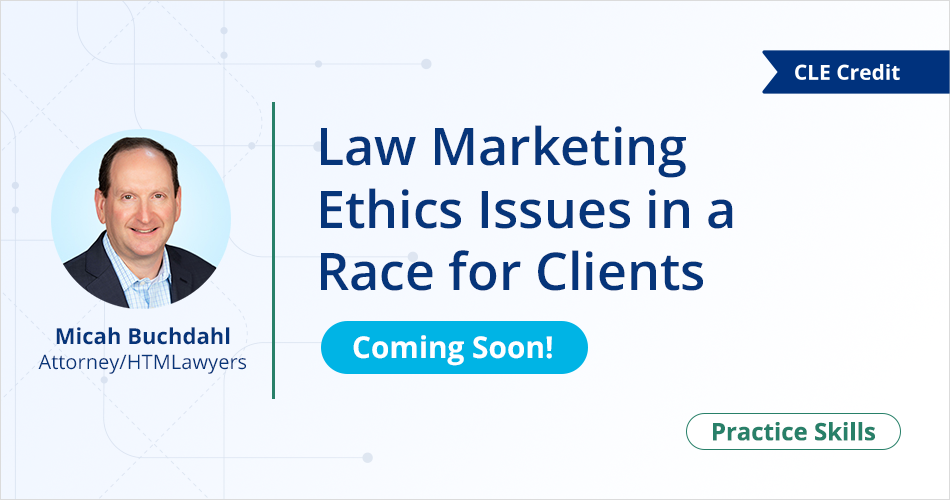 CLE Credit
Law Marketing
Ethics Issues in a
Race for Clients
Coming Soon!
Micah Buchdahl
Attorney/HTMLawyers
Practice Skills